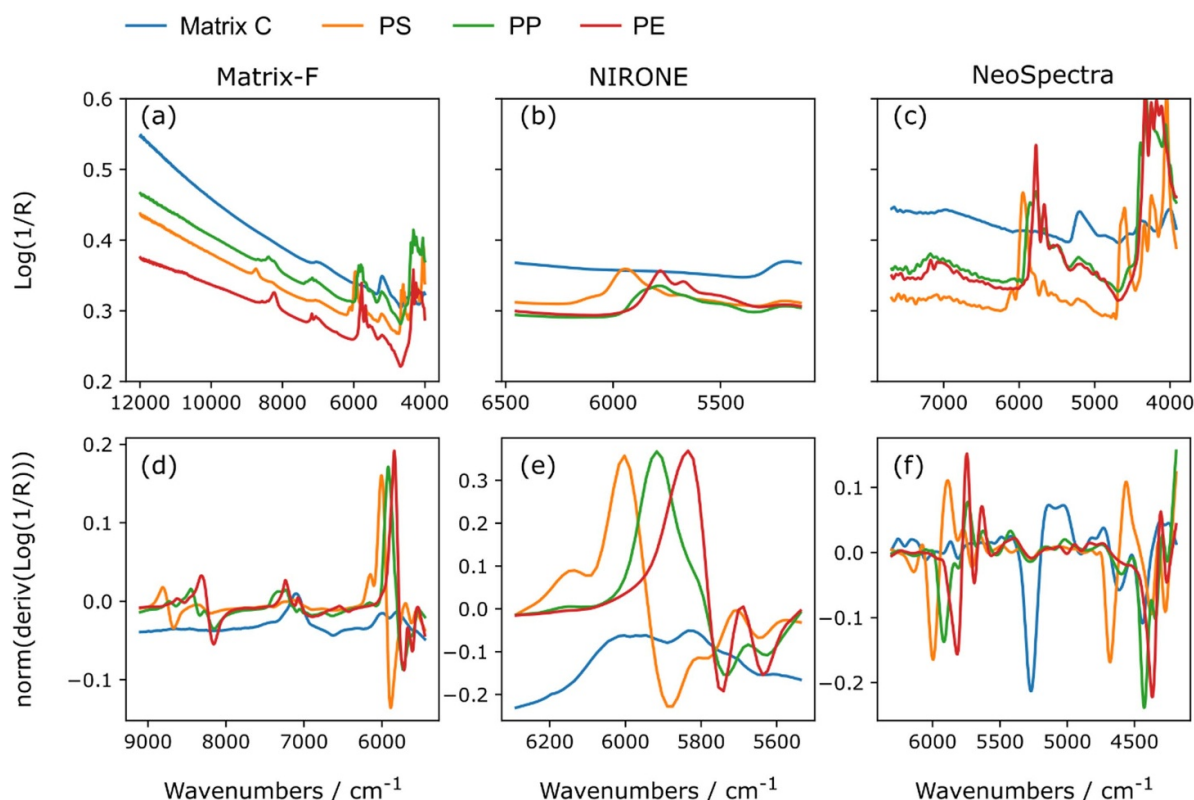 Matrix C PS PP PE
Matrix-F NIRONE NeoSpectra
Log(1/R)
0.6
0.5
0.4
0.3
0.2
(a) (b) (c)
12000 10000 8000 6000 4000
6500 6000 5500
7000 6000 5000 4000
norm(deriv(Log(1/R)))
0.2
0.1
0.0
−0.1
(d)
9000 8000 7000 6000
0.3
0.2
0.1
0.0
−0.1
−0.2
(e)
6200 6000 5800 5600
0.1
0.0
−0.1
−0.2
(f)
6000 5500 5000 4500
Wavenumbers / cm⁻¹ Wavenumbers / cm⁻¹ Wavenumbers / cm⁻¹